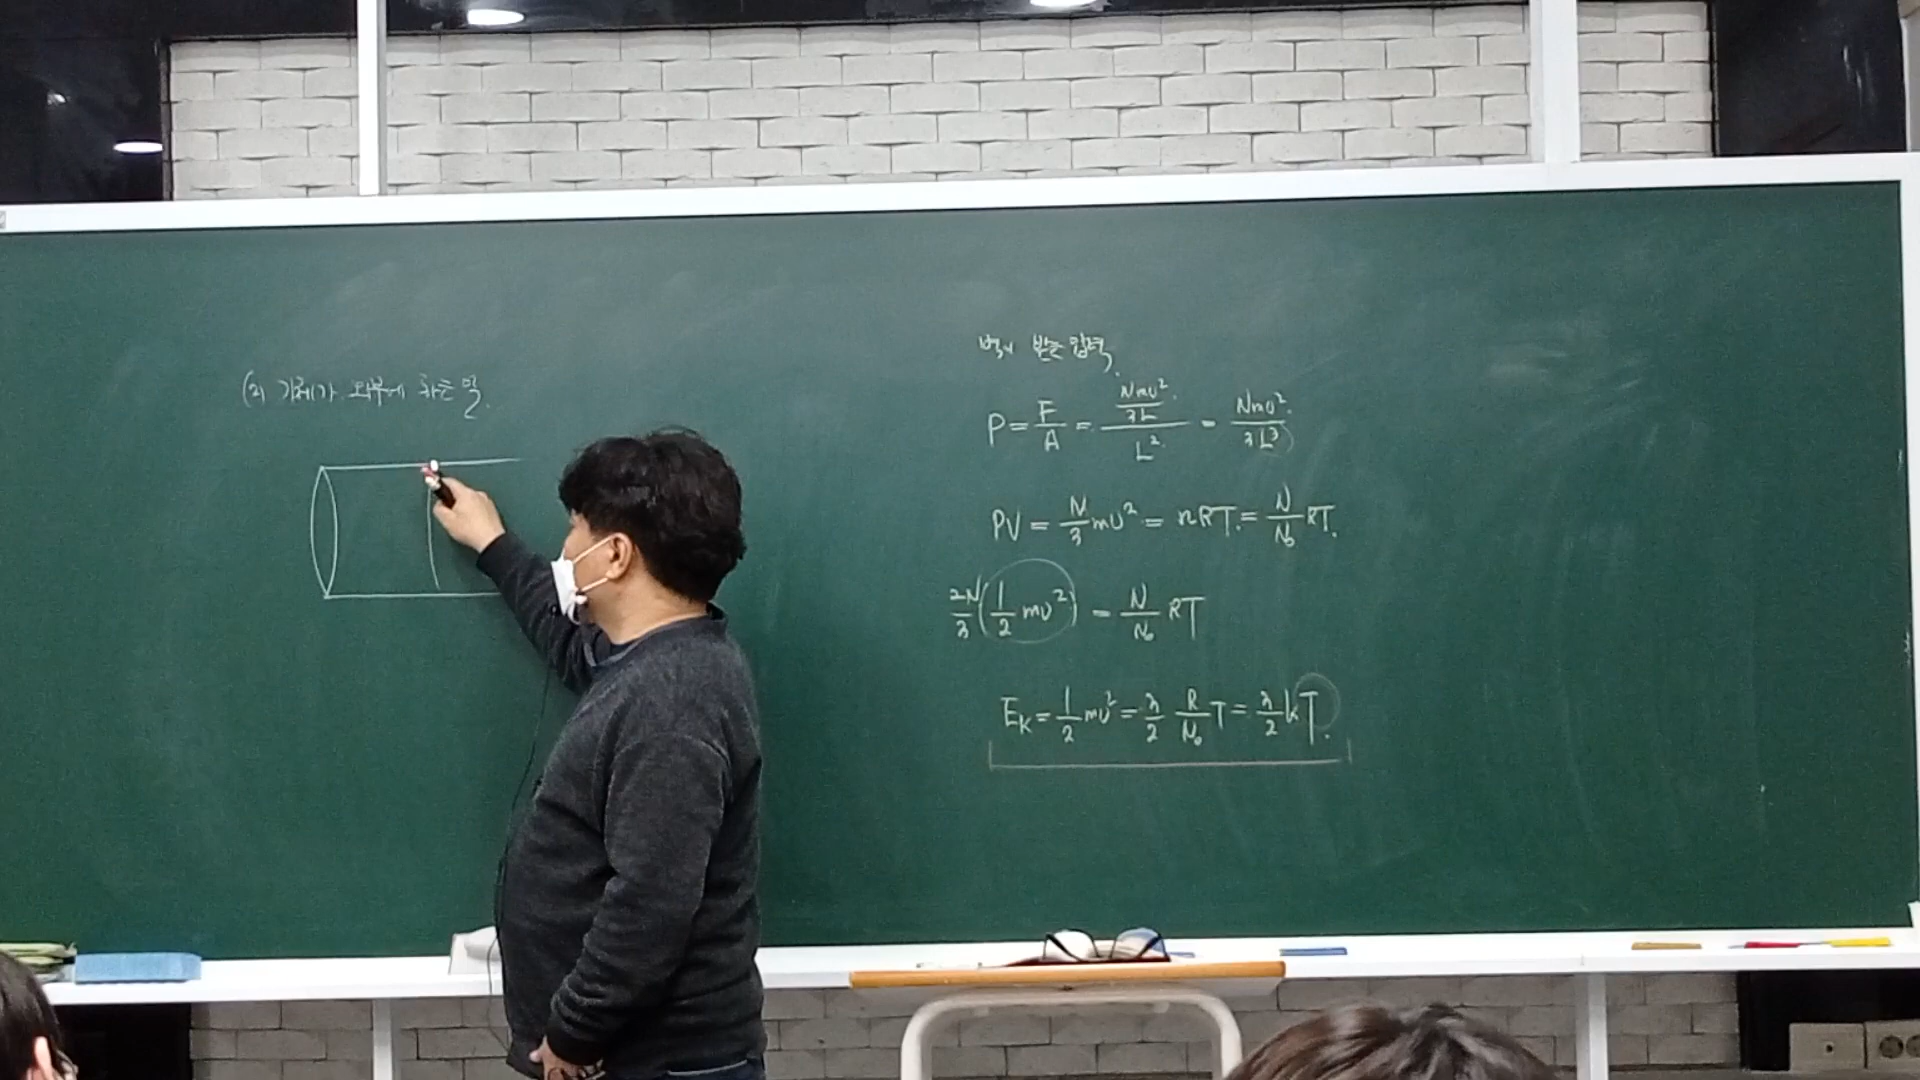 (2) 기체가 외부에 하는 일.
벽이 받는 압력.
P = F/A = (Nmv²/3L)/L² = Nmv²/3L³
PV = N/3 mv² = nRT. = N/N₀ RT.
2N/3 (1/2 mv²) = N/N₀ RT
E_K = 1/2 mv² = 3/2 R/N₀ T = 3/2 kT.